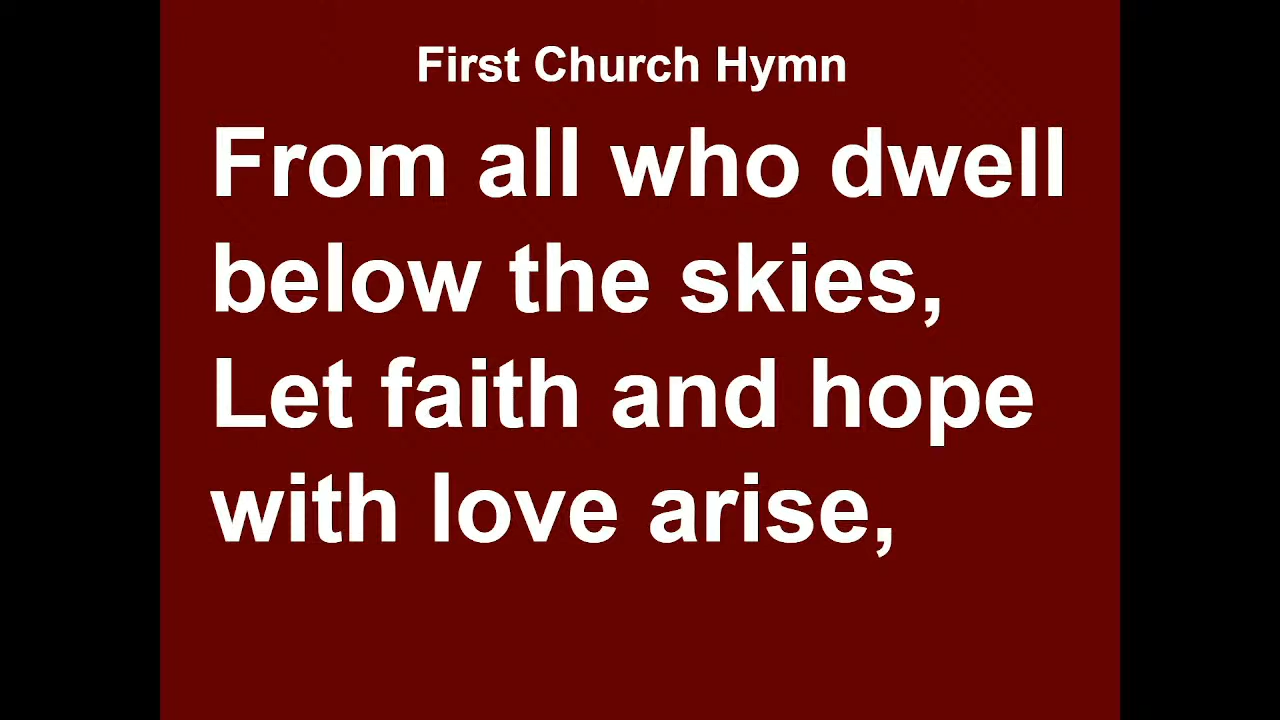 First Church Hymn
From all who dwell
below the skies,
Let faith and hope
with love arise,